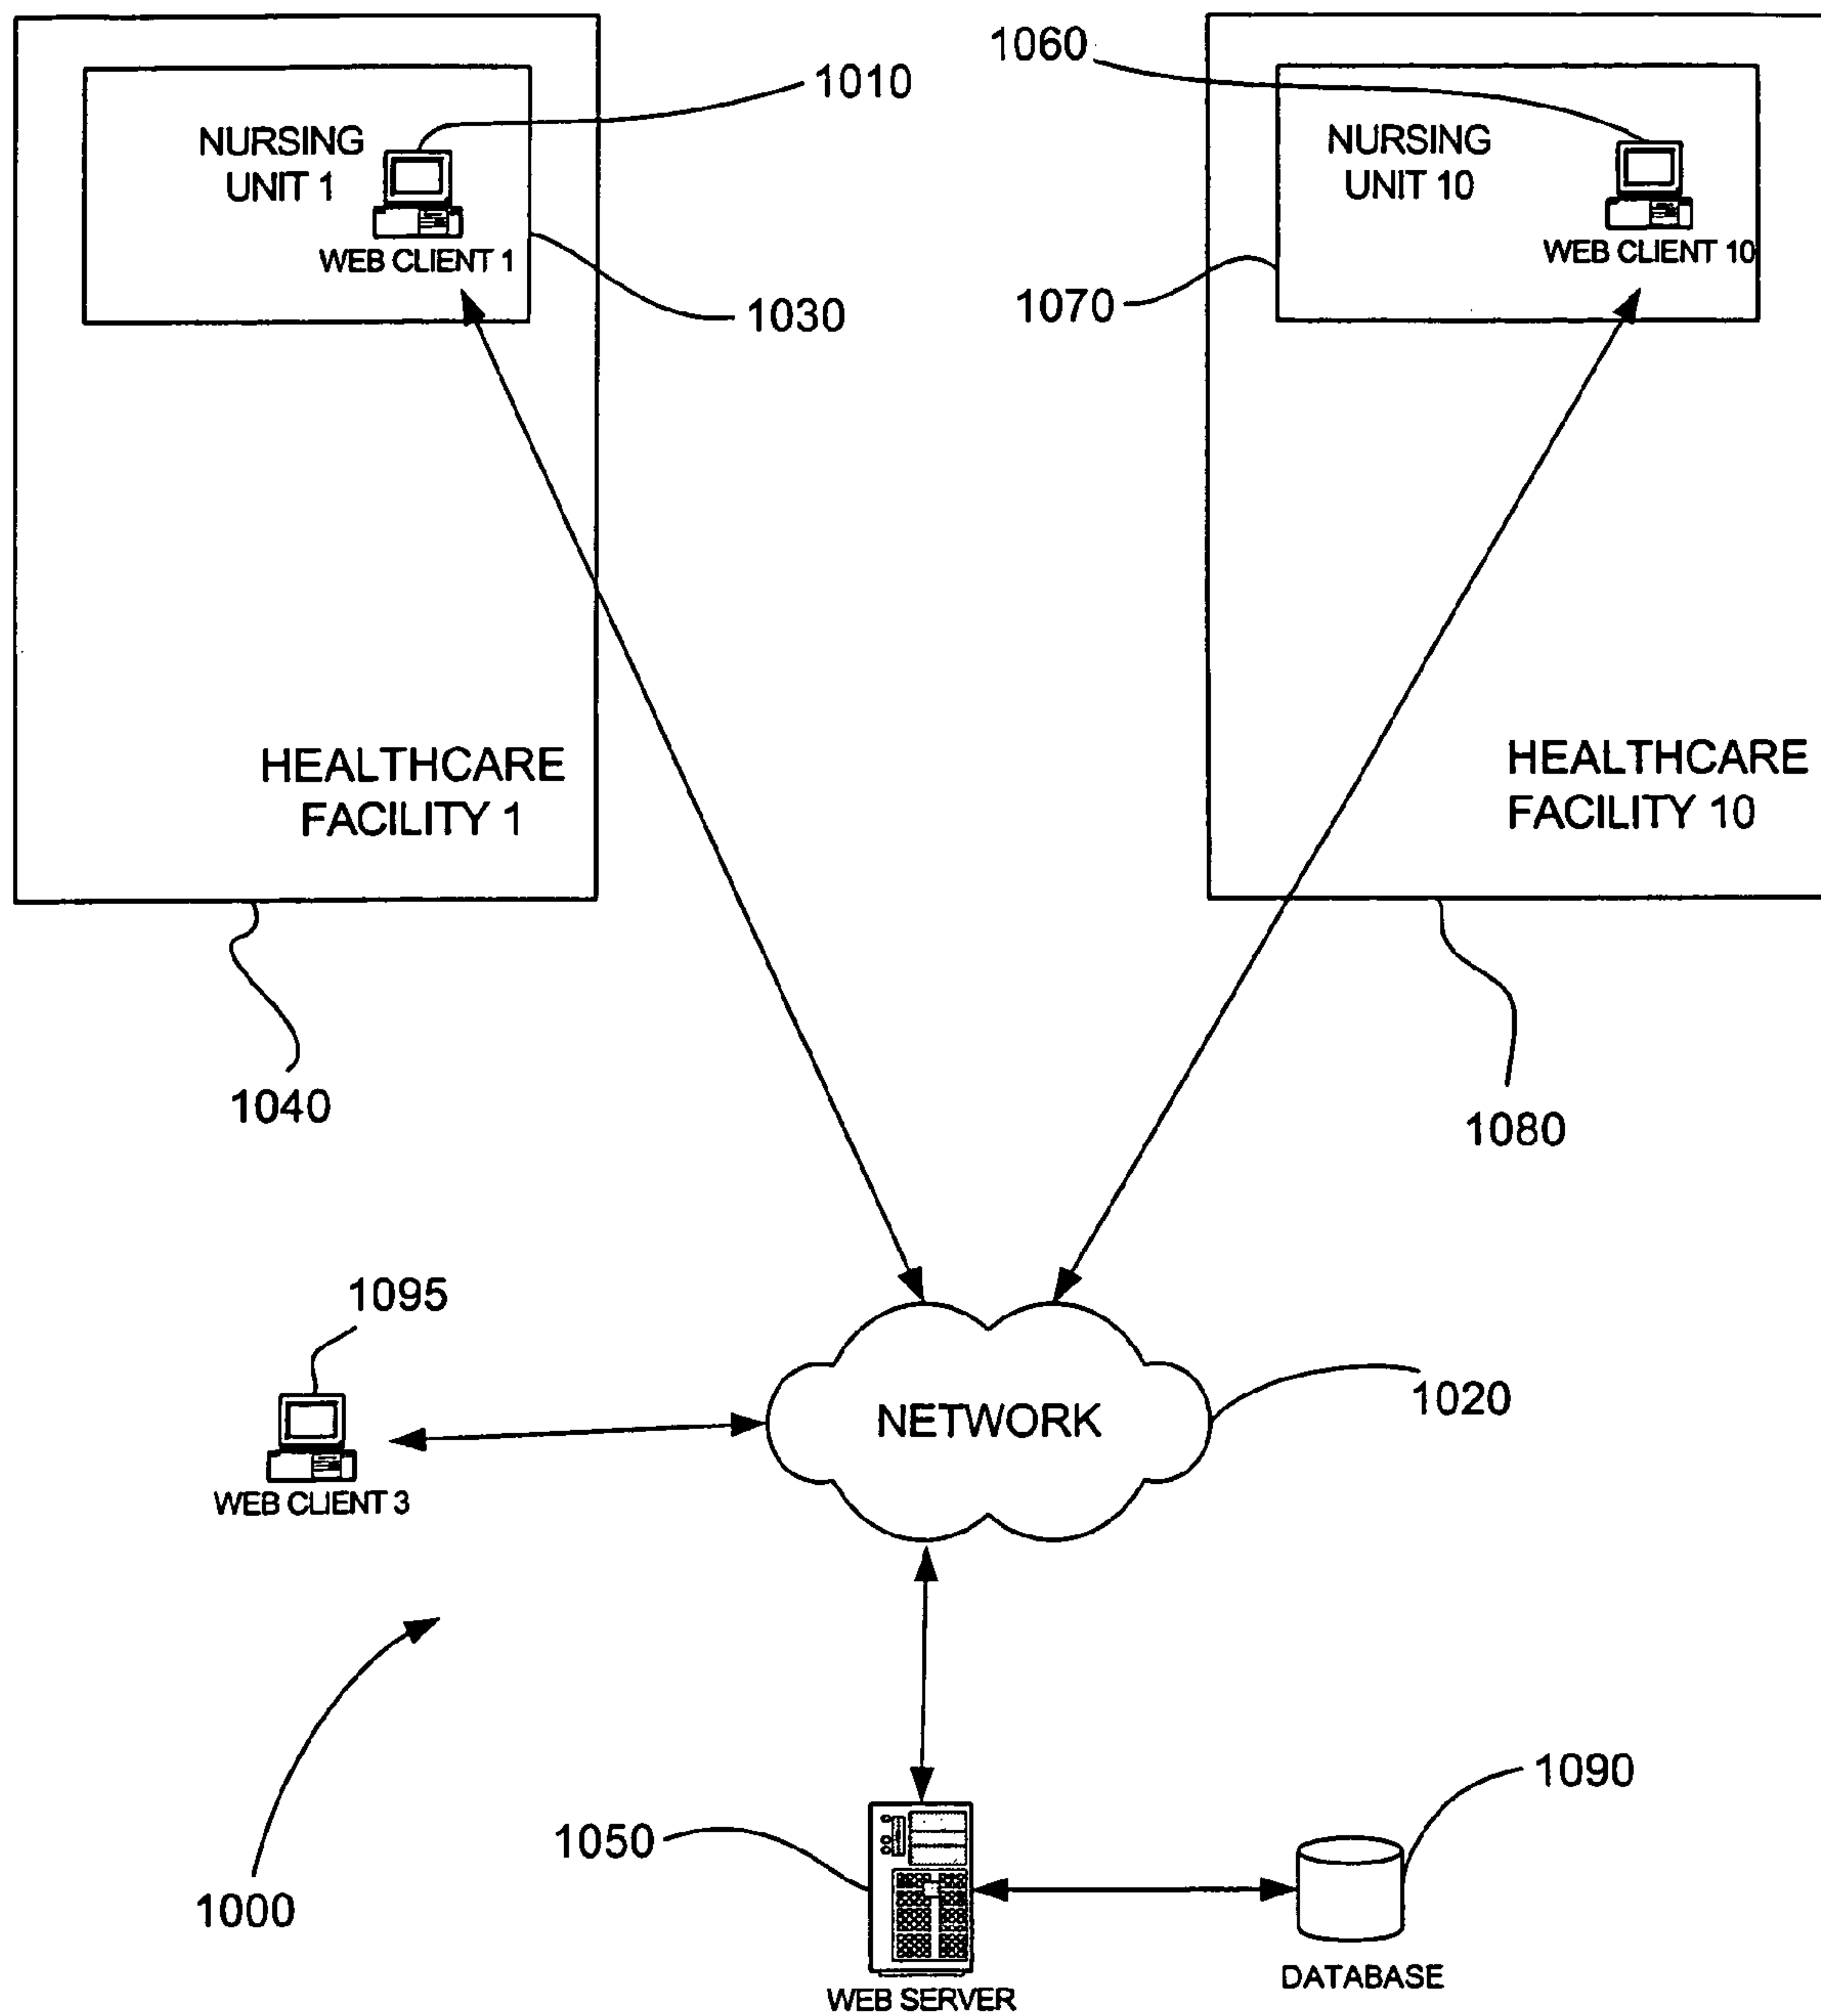 1010
1060
NURSING
UNIT 1
WEB CLIENT 1
1030
NURSING
UNIT 10
WEB CLIENT 10
1070
HEALTHCARE
FACILITY 1
HEALTHCARE
FACILITY 10
1040
1080
1095
WEB CLIENT 3
NETWORK
1020
1000
1050
WEB SERVER
1090
DATABASE